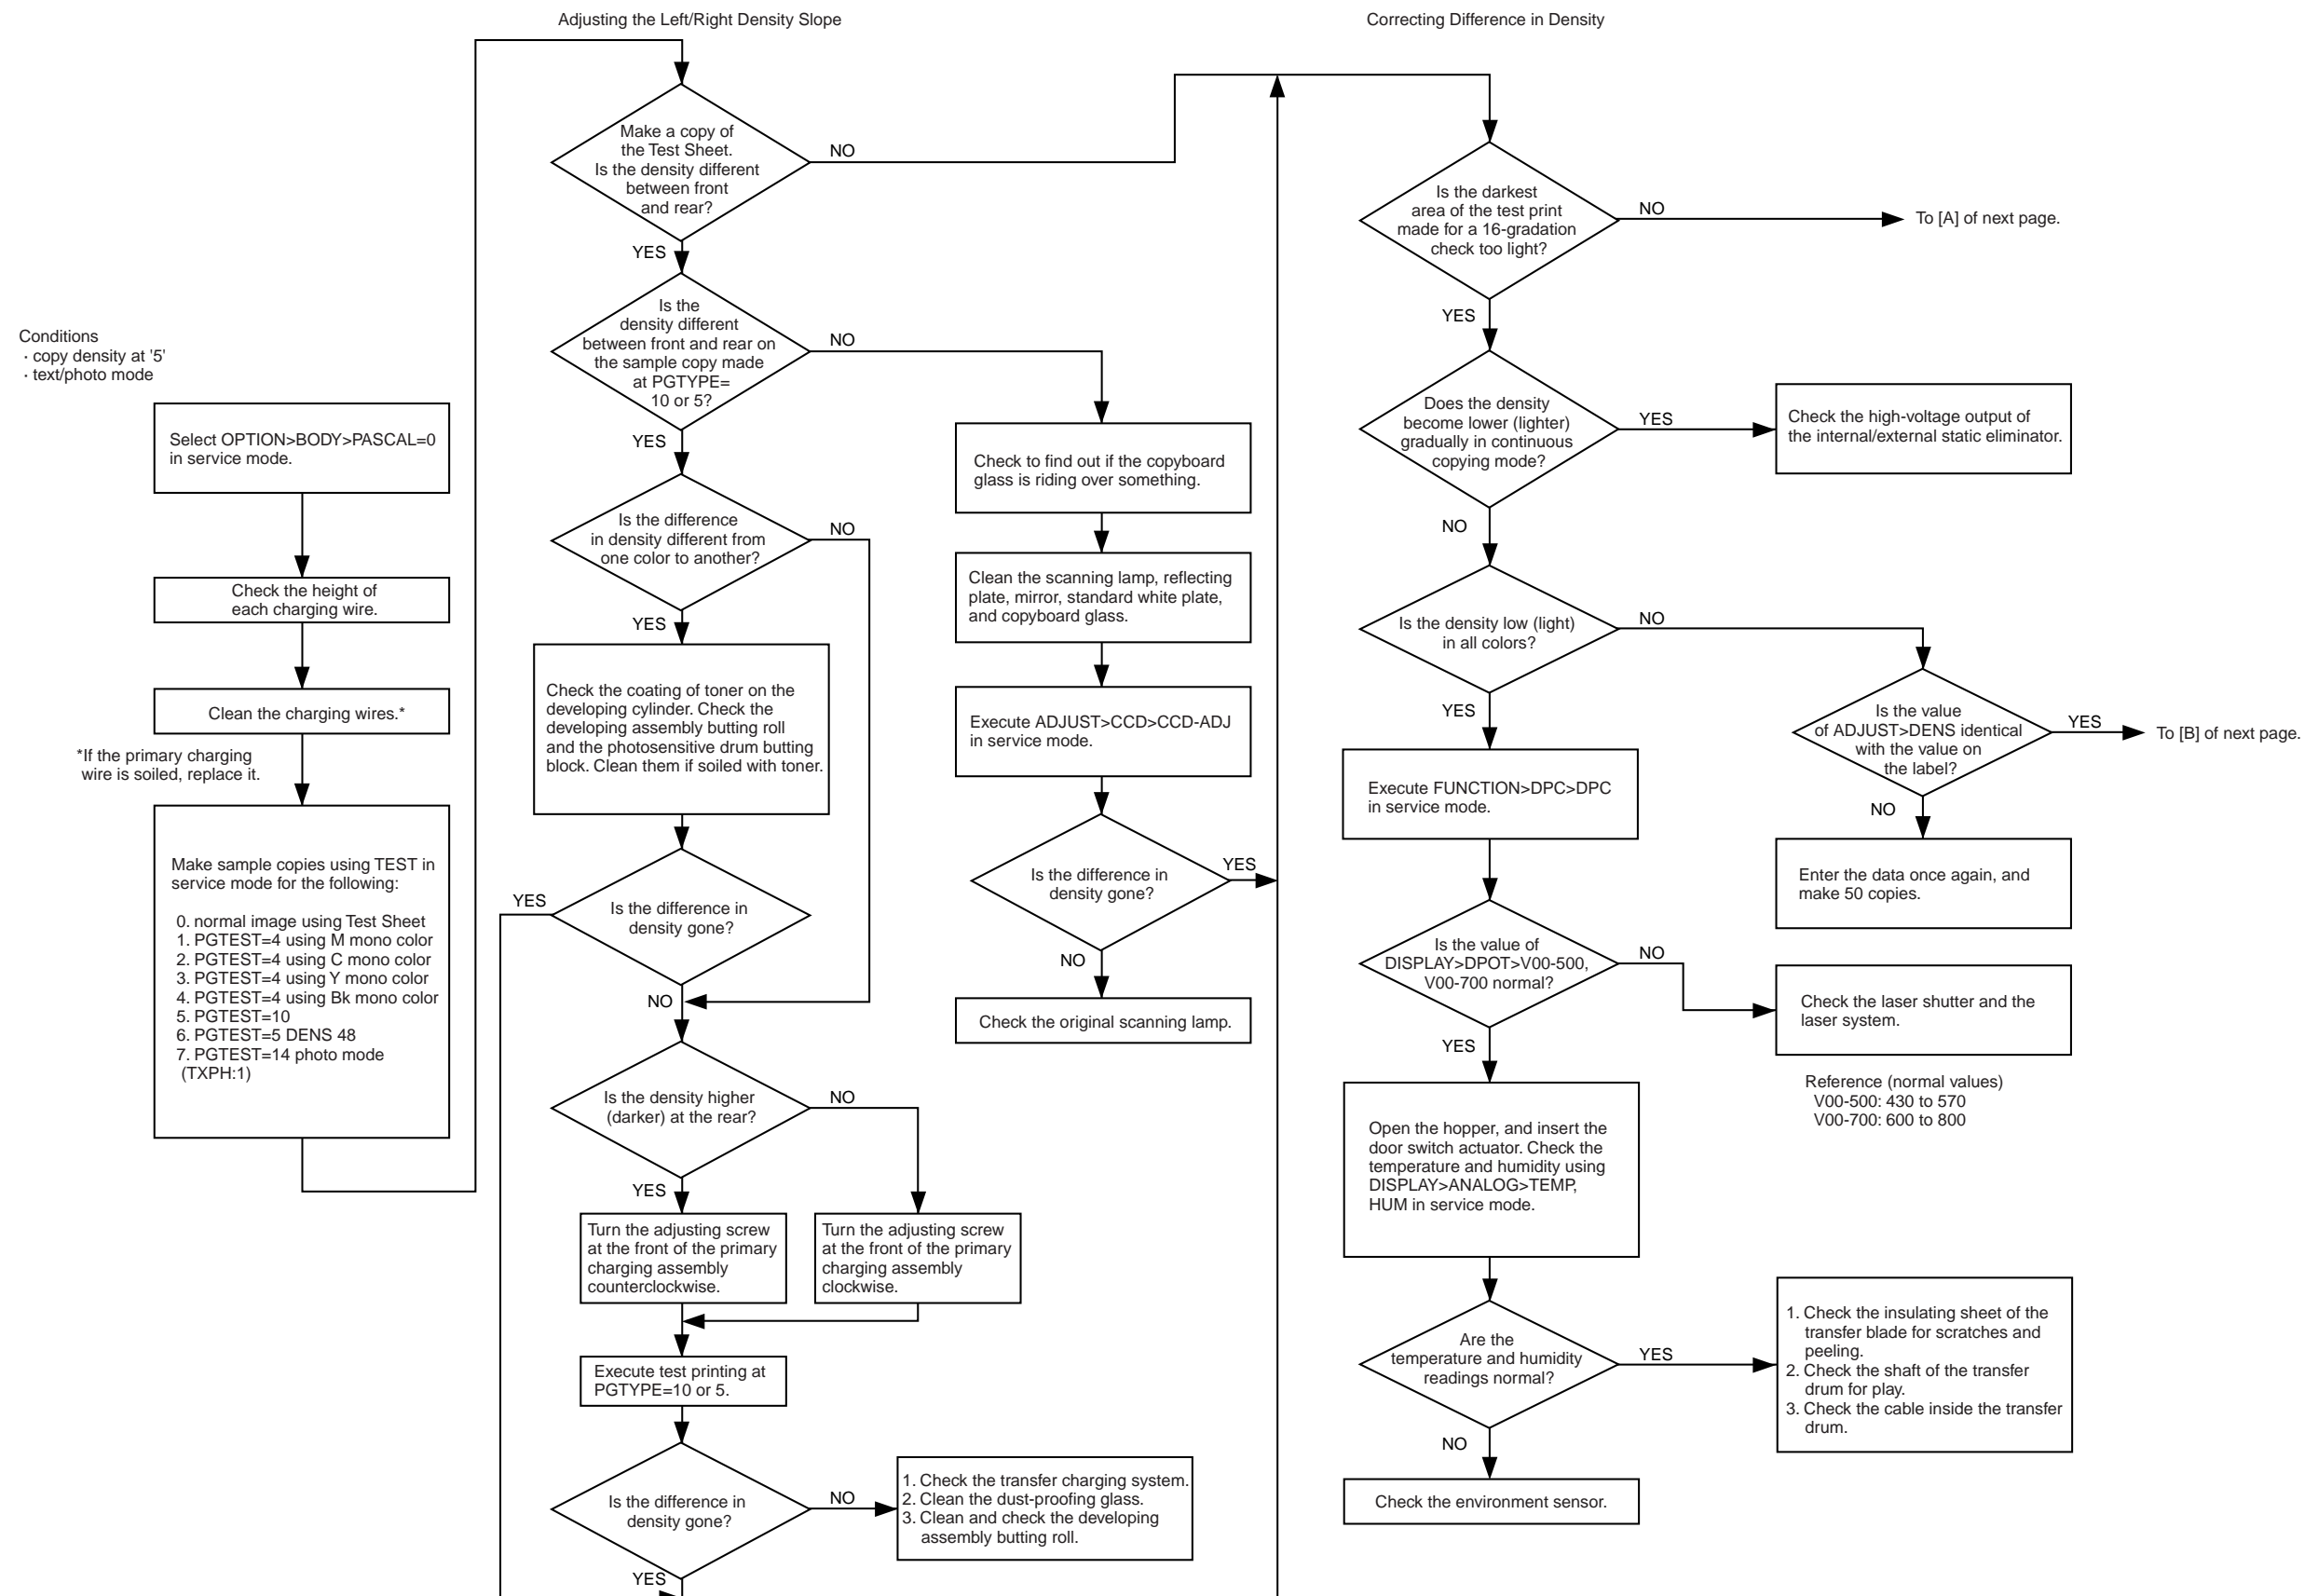 Adjusting the Left/Right Density Slope
Correcting Difference in Density
Conditions
· copy density at '5'
· text/photo mode
Select OPTION>BODY>PASCAL=0
in service mode.
Check the height of
each charging wire.
Clean the charging wires.*
*If the primary charging
wire is soiled, replace it.
Make sample copies using TEST in
service mode for the following:
0. normal image using Test Sheet
1. PGTEST=4 using M mono color
2. PGTEST=4 using C mono color
3. PGTEST=4 using Y mono color
4. PGTEST=4 using Bk mono color
5. PGTEST=10
6. PGTEST=5 DENS 48
7. PGTEST=14 photo mode
(TXPH:1)
Make a copy of
the Test Sheet.
Is the density different
between front
and rear?
NO
YES
Is the
density different
between front and rear on
the sample copy made
at PGTYPE=
10 or 5?
NO
YES
Is the difference
in density different from
one color to another?
NO
YES
Check the coating of toner on the
developing cylinder. Check the
developing assembly butting roll
and the photosensitive drum butting
block. Clean them if soiled with toner.
Is the difference in
density gone?
YES
NO
Is the density higher
(darker) at the rear?
NO
YES
Turn the adjusting screw
at the front of the primary
charging assembly
counterclockwise.
Turn the adjusting screw
at the front of the primary
charging assembly
clockwise.
Execute test printing at
PGTYPE=10 or 5.
Is the difference in
density gone?
NO
YES
1. Check the transfer charging system.
2. Clean the dust-proofing glass.
3. Clean and check the developing
assembly butting roll.
Check to find out if the copyboard
glass is riding over something.
Clean the scanning lamp, reflecting
plate, mirror, standard white plate,
and copyboard glass.
Execute ADJUST>CCD>CCD-ADJ
in service mode.
Is the difference in
density gone?
YES
NO
Check the original scanning lamp.
Is the darkest
area of the test print
made for a 16-gradation
check too light?
NO
To [A] of next page.
YES
Does the density
become lower (lighter)
gradually in continuous
copying mode?
YES
Check the high-voltage output of
the internal/external static eliminator.
NO
Is the density low (light)
in all colors?
NO
YES
Is the value
of ADJUST>DENS identical
with the value on
the label?
YES
To [B] of next page.
NO
Enter the data once again, and
make 50 copies.
Execute FUNCTION>DPC>DPC
in service mode.
Is the value of
DISPLAY>DPOT>V00-500,
V00-700 normal?
NO
Check the laser shutter and the
laser system.
Reference (normal values)
V00-500: 430 to 570
V00-700: 600 to 800
YES
Open the hopper, and insert the
door switch actuator. Check the
temperature and humidity using
DISPLAY>ANALOG>TEMP,
HUM in service mode.
Are the
temperature and humidity
readings normal?
YES
1. Check the insulating sheet of the
transfer blade for scratches and
peeling.
2. Check the shaft of the transfer
drum for play.
3. Check the cable inside the transfer
drum.
NO
Check the environment sensor.